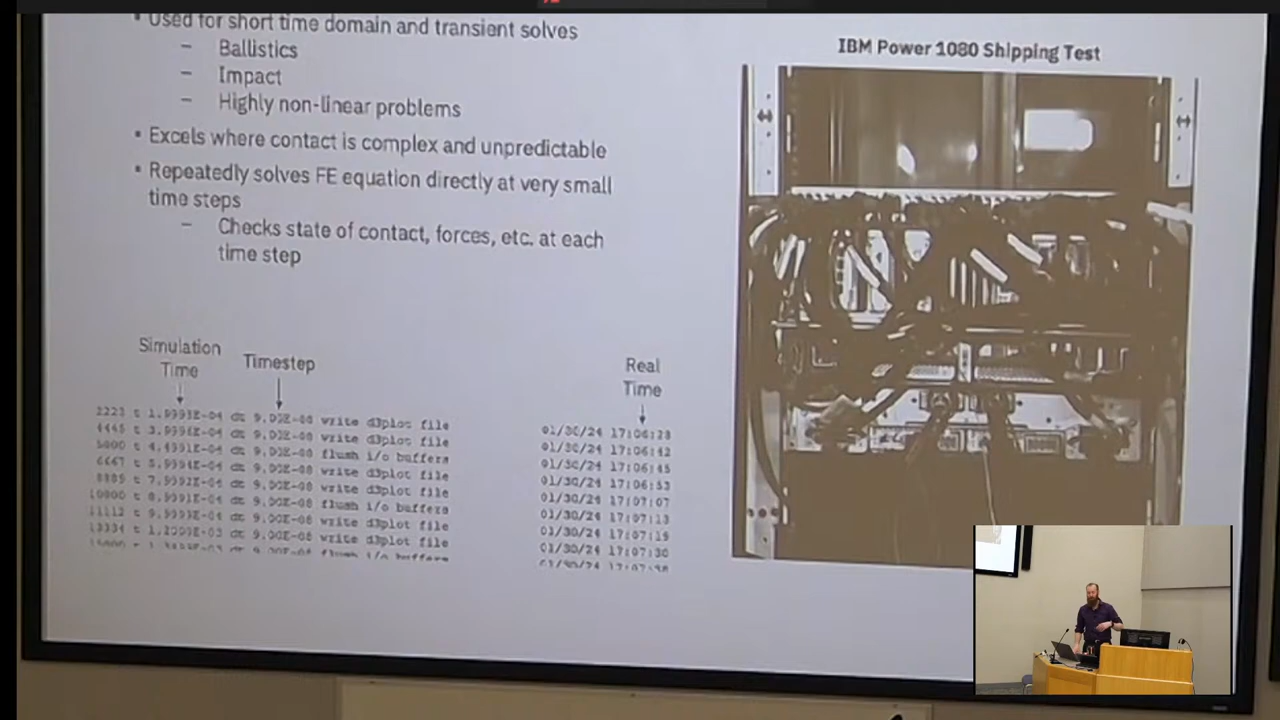 ▪ Used for short time domain and transient solves
– Ballistics
– Impact
– Highly non-linear problems
▪ Excels where contact is complex and unpredictable
▪ Repeatedly solves FE equation directly at very small
time steps
– Checks state of contact, forces, etc. at each
time step
IBM Power 1080 Shipping Test
Simulation
Time
Timestep
Real
Time
2223 t 1.9998E-04 dt 9.00E-08 write d3plot file
4445 t 3.9996E-04 dt 9.00E-08 write d3plot file
5000 t 4.4991E-04 dt 9.00E-08 flush i/o buffers
6667 t 5.9994E-04 dt 9.00E-08 write d3plot file
8889 t 7.9992E-04 dt 9.00E-08 write d3plot file
10000 t 8.9991E-04 dt 9.00E-08 flush i/o buffers
11112 t 9.9999E-04 dt 9.00E-08 write d3plot file
13334 t 1.2000E-03 dt 9.00E-08 write d3plot file
flush i/o buffers
01/30/24 17:06:28
01/30/24 17:06:42
01/30/24 17:06:45
01/30/24 17:06:53
01/30/24 17:07:07
01/30/24 17:07:13
01/30/24 17:07:19
01/30/24 17:07:30